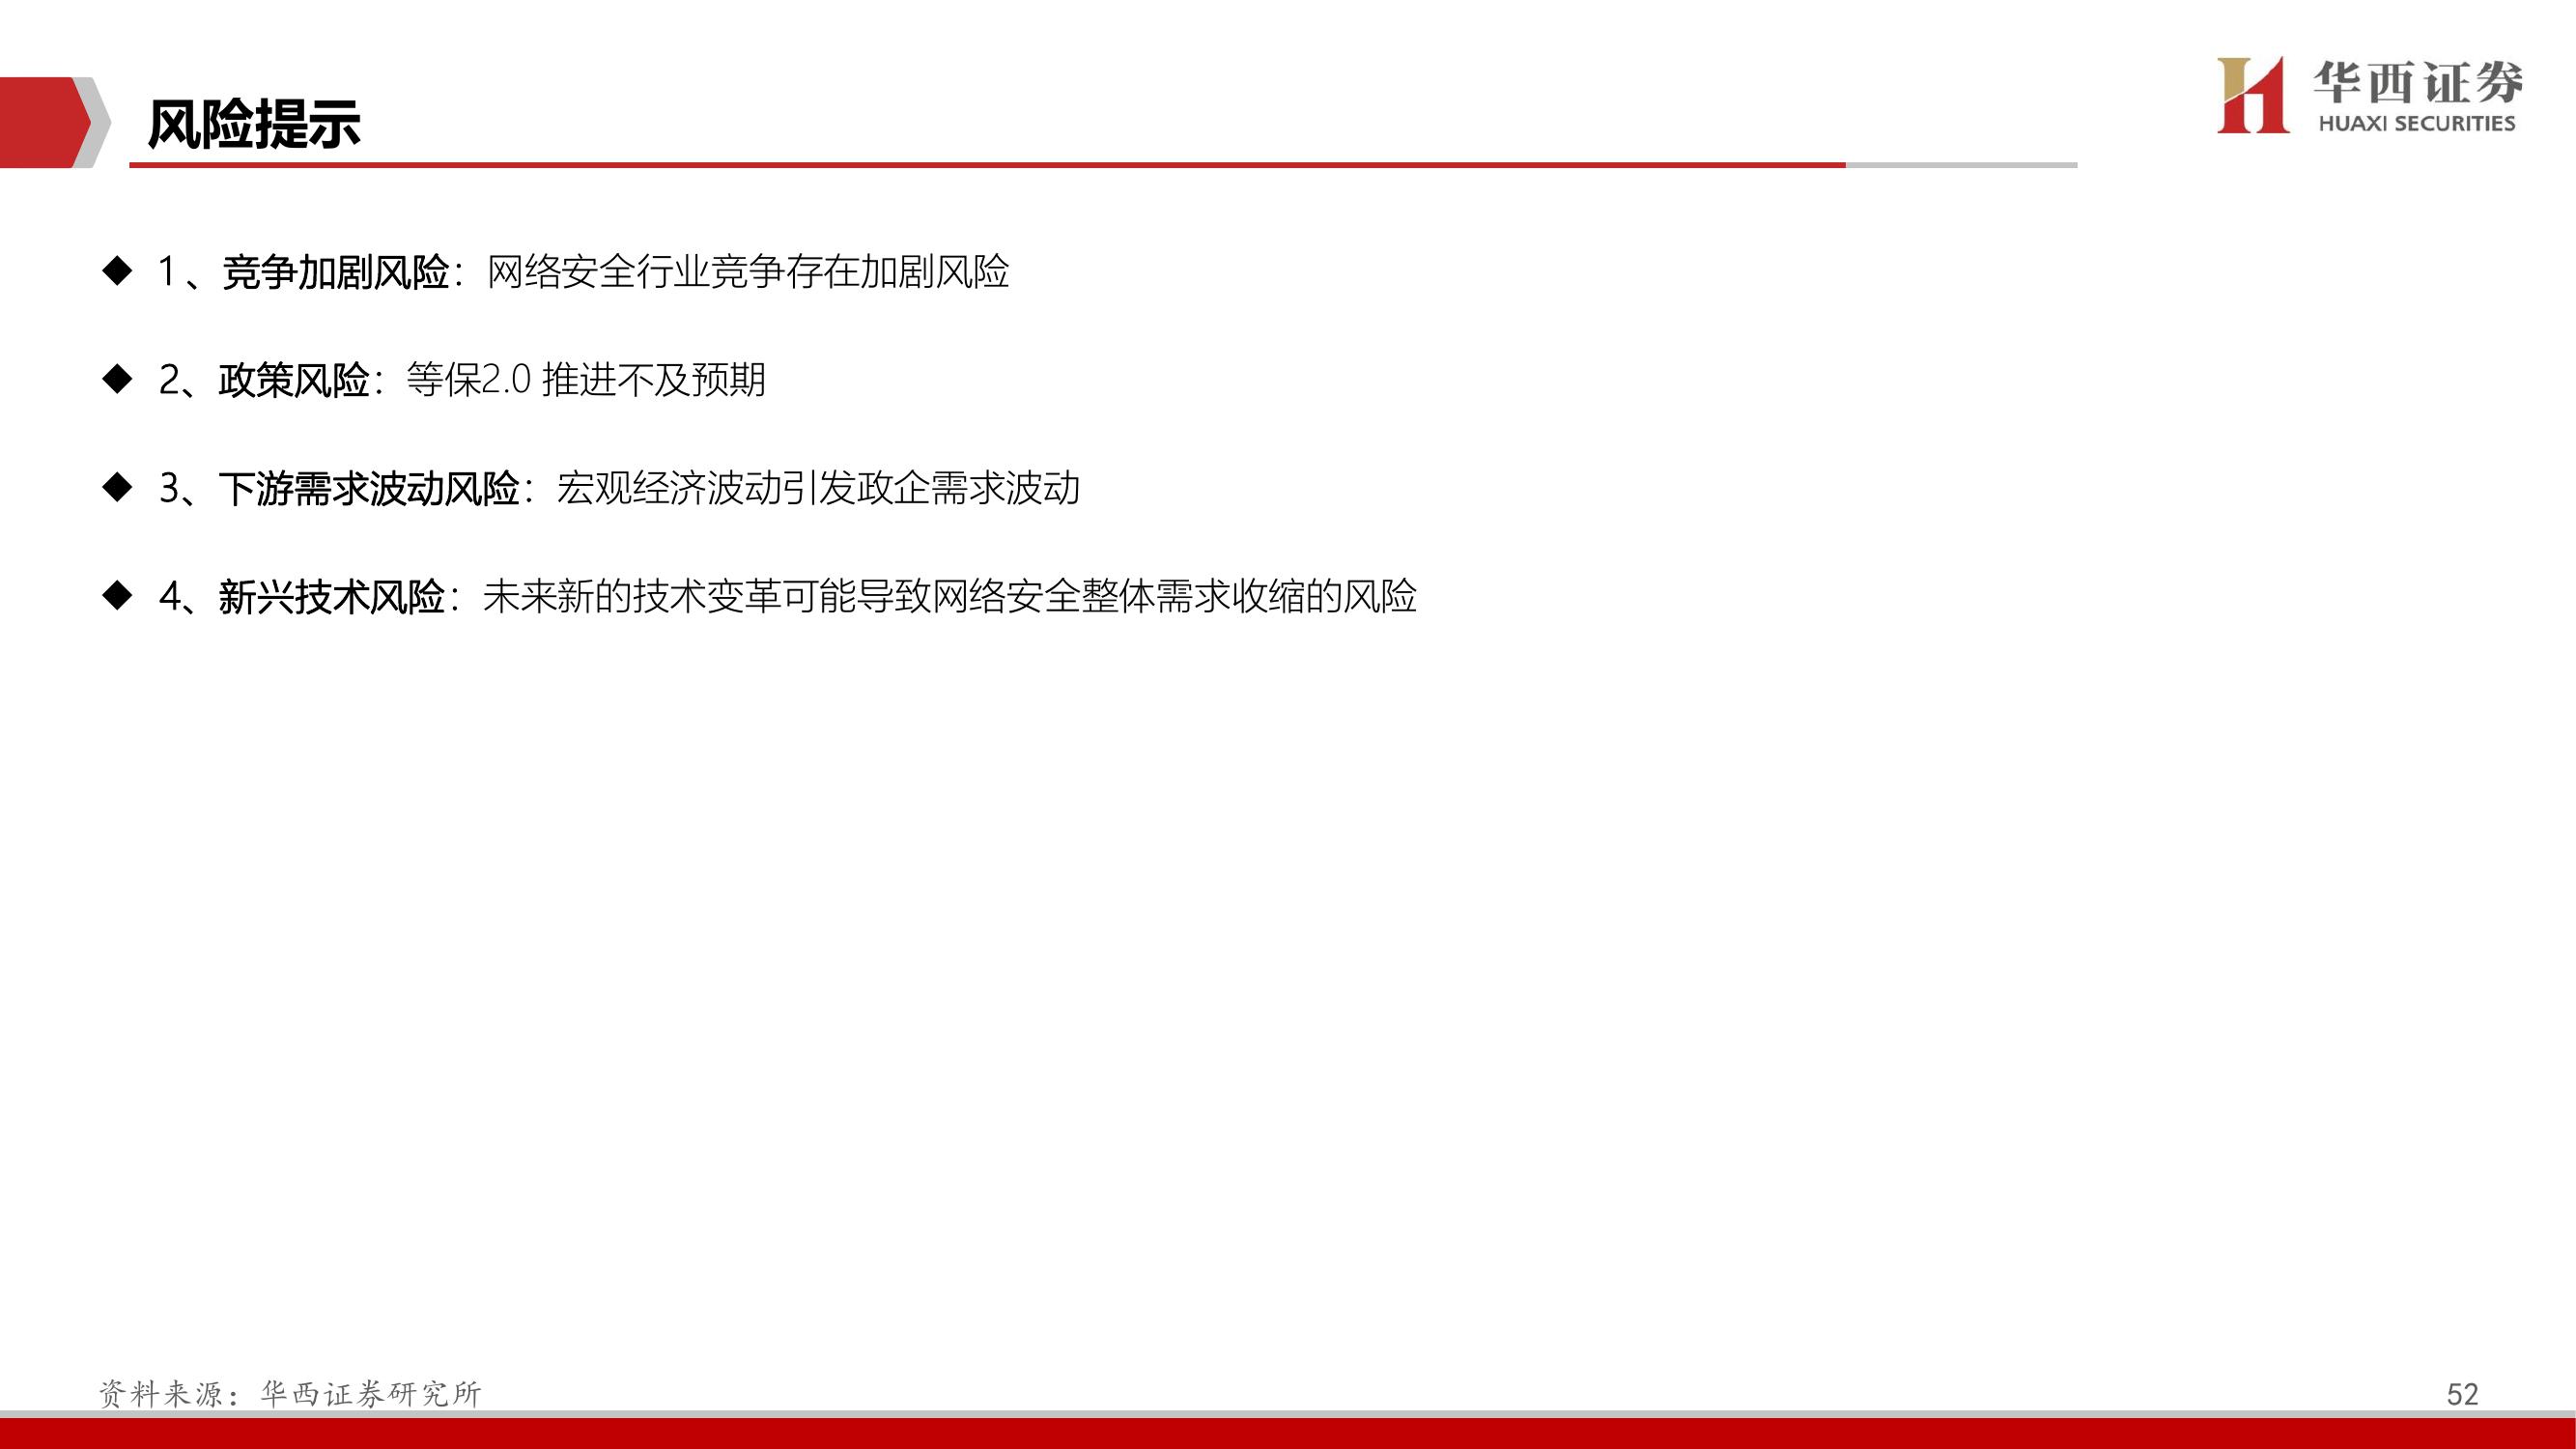 风险提示
华西证券
HUAXI SECURITIES
◆ 1、竞争加剧风险：网络安全行业竞争存在加剧风险
◆ 2、政策风险：等保2.0 推进不及预期
◆ 3、下游需求波动风险：宏观经济波动引发政企需求波动
◆ 4、新兴技术风险：未来新的技术变革可能导致网络安全整体需求收缩的风险
资料来源：华西证券研究所
52